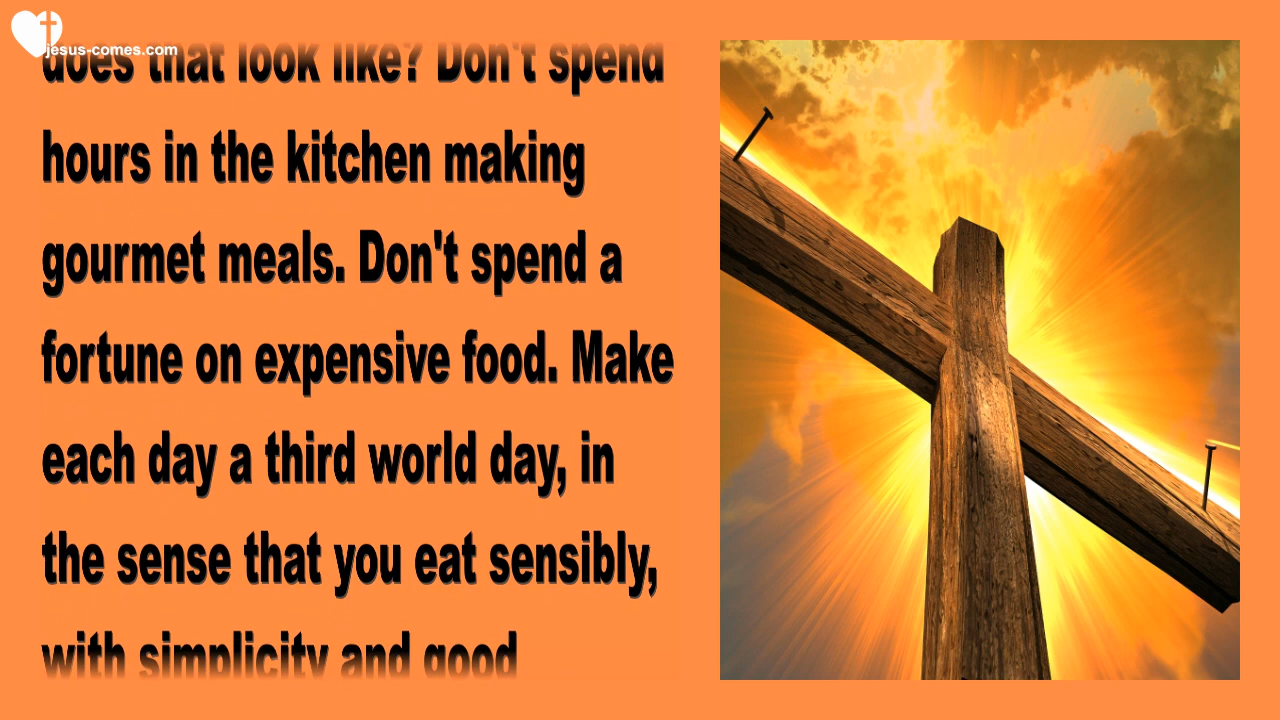 jesus-comes.com
does that look like? Don't spend
hours in the kitchen making
gourmet meals. Don't spend a
fortune on expensive food. Make
each day a third world day, in
the sense that you eat sensibly,
with simplicity and good